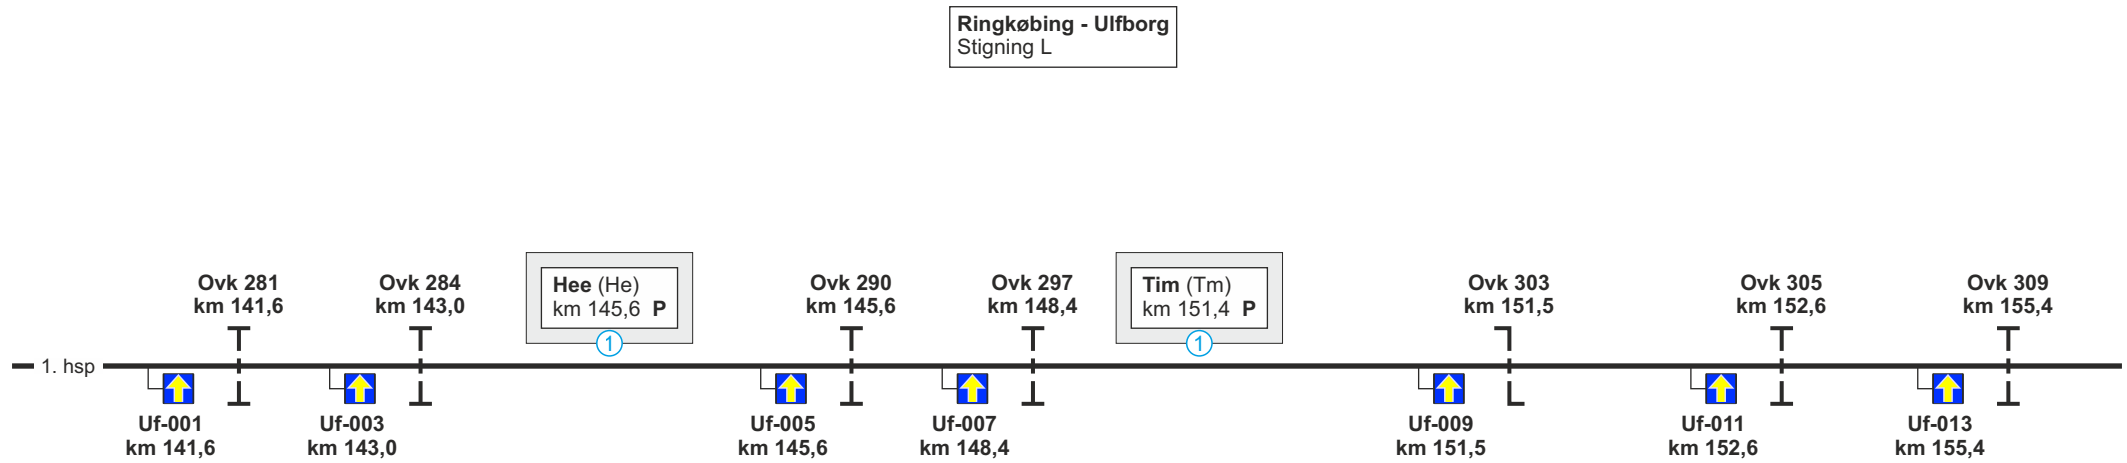 Ringkøbing - Ulfborg
Stigning L
Ovk 281
km 141,6
Ovk 284
km 143,0
Hee (He)
km 145,6 P
1
Ovk 290
km 145,6
Ovk 297
km 148,4
Tim (Tm)
km 151,4 P
1
Ovk 303
km 151,5
Ovk 305
km 152,6
Ovk 309
km 155,4
1. hsp
Uf-001
km 141,6
Uf-003
km 143,0
Uf-005
km 145,6
Uf-007
km 148,4
Uf-009
km 151,5
Uf-011
km 152,6
Uf-013
km 155,4